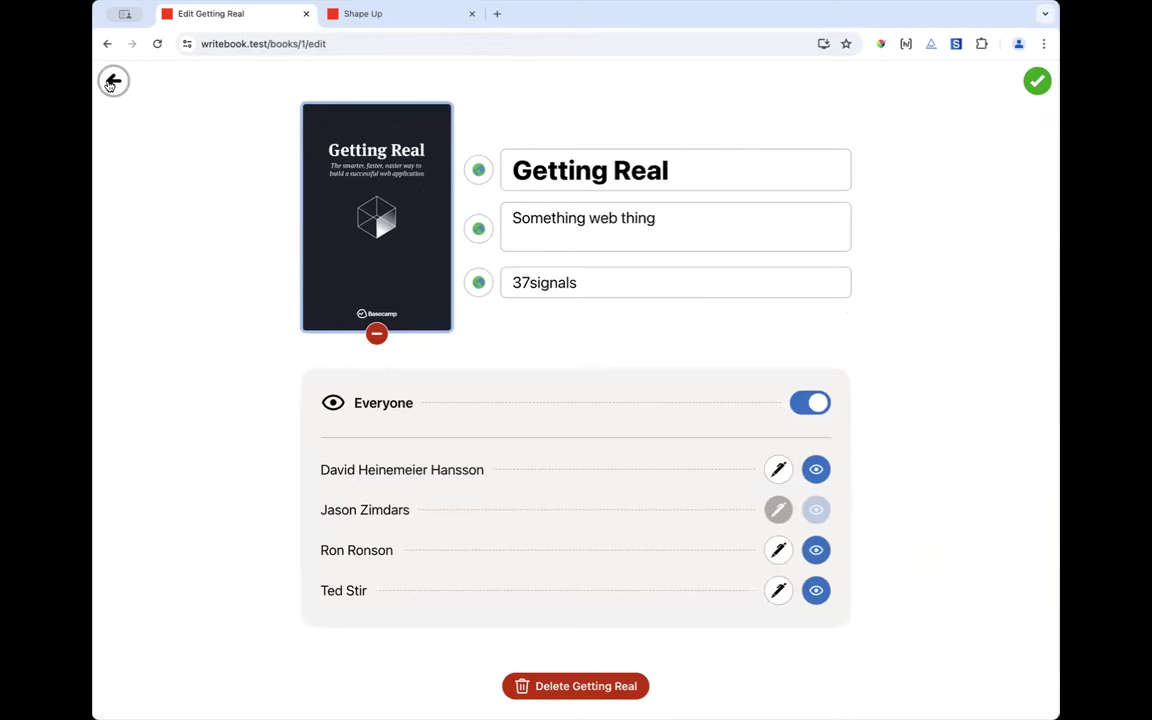 Edit Getting Real
Shape Up
writebook.test/books/1/edit
Getting Real
The smarter, faster, easier way to
build a successful web application
Basecamp
Getting Real
Something web thing
37signals
Everyone
David Heinemeier Hansson
Jason Zimdars
Ron Ronson
Ted Stir
Delete Getting Real